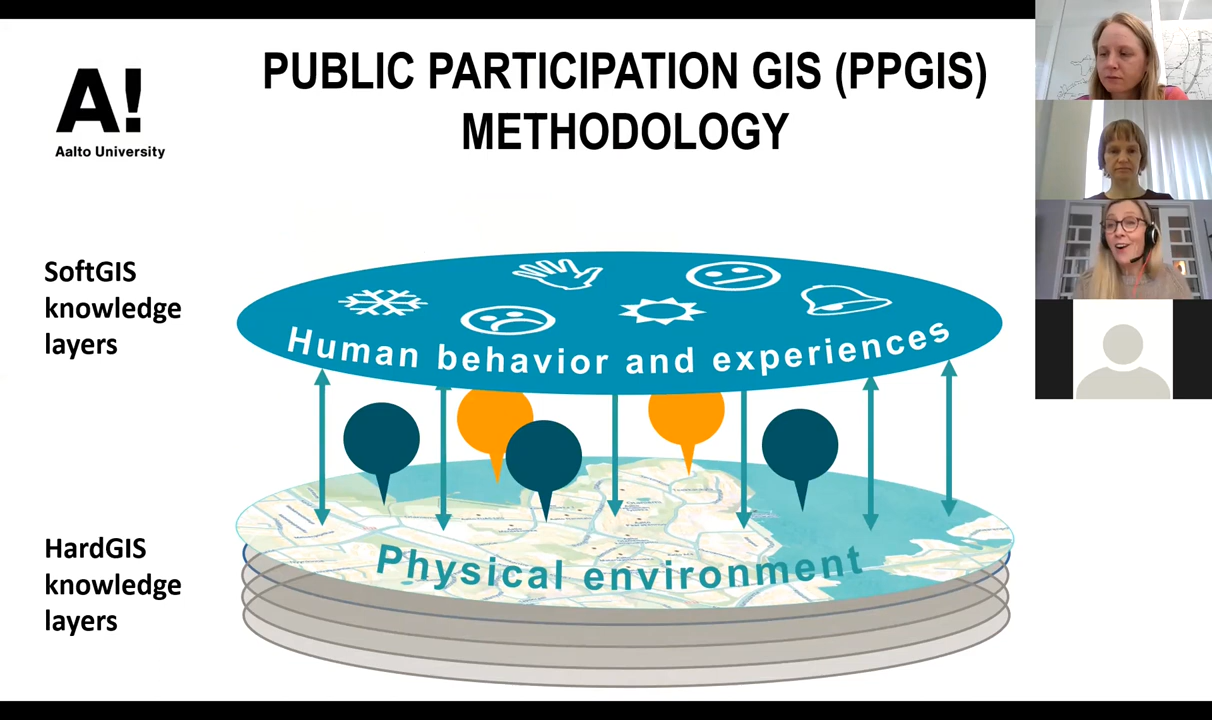 PUBLIC PARTICIPATION GIS (PPGIS)
METHODOLOGY
A!
Aalto University
SoftGIS
knowledge
layers
Human behavior and experiences
HardGIS
knowledge
layers
Physical environment